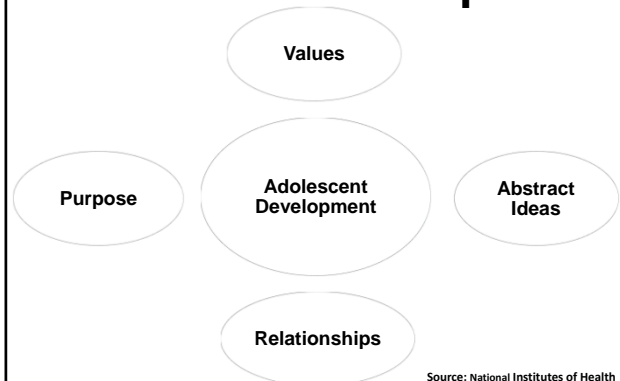 Values
Purpose
Adolescent
Development
Abstract
Ideas
Relationships
Source: National Institutes of Health